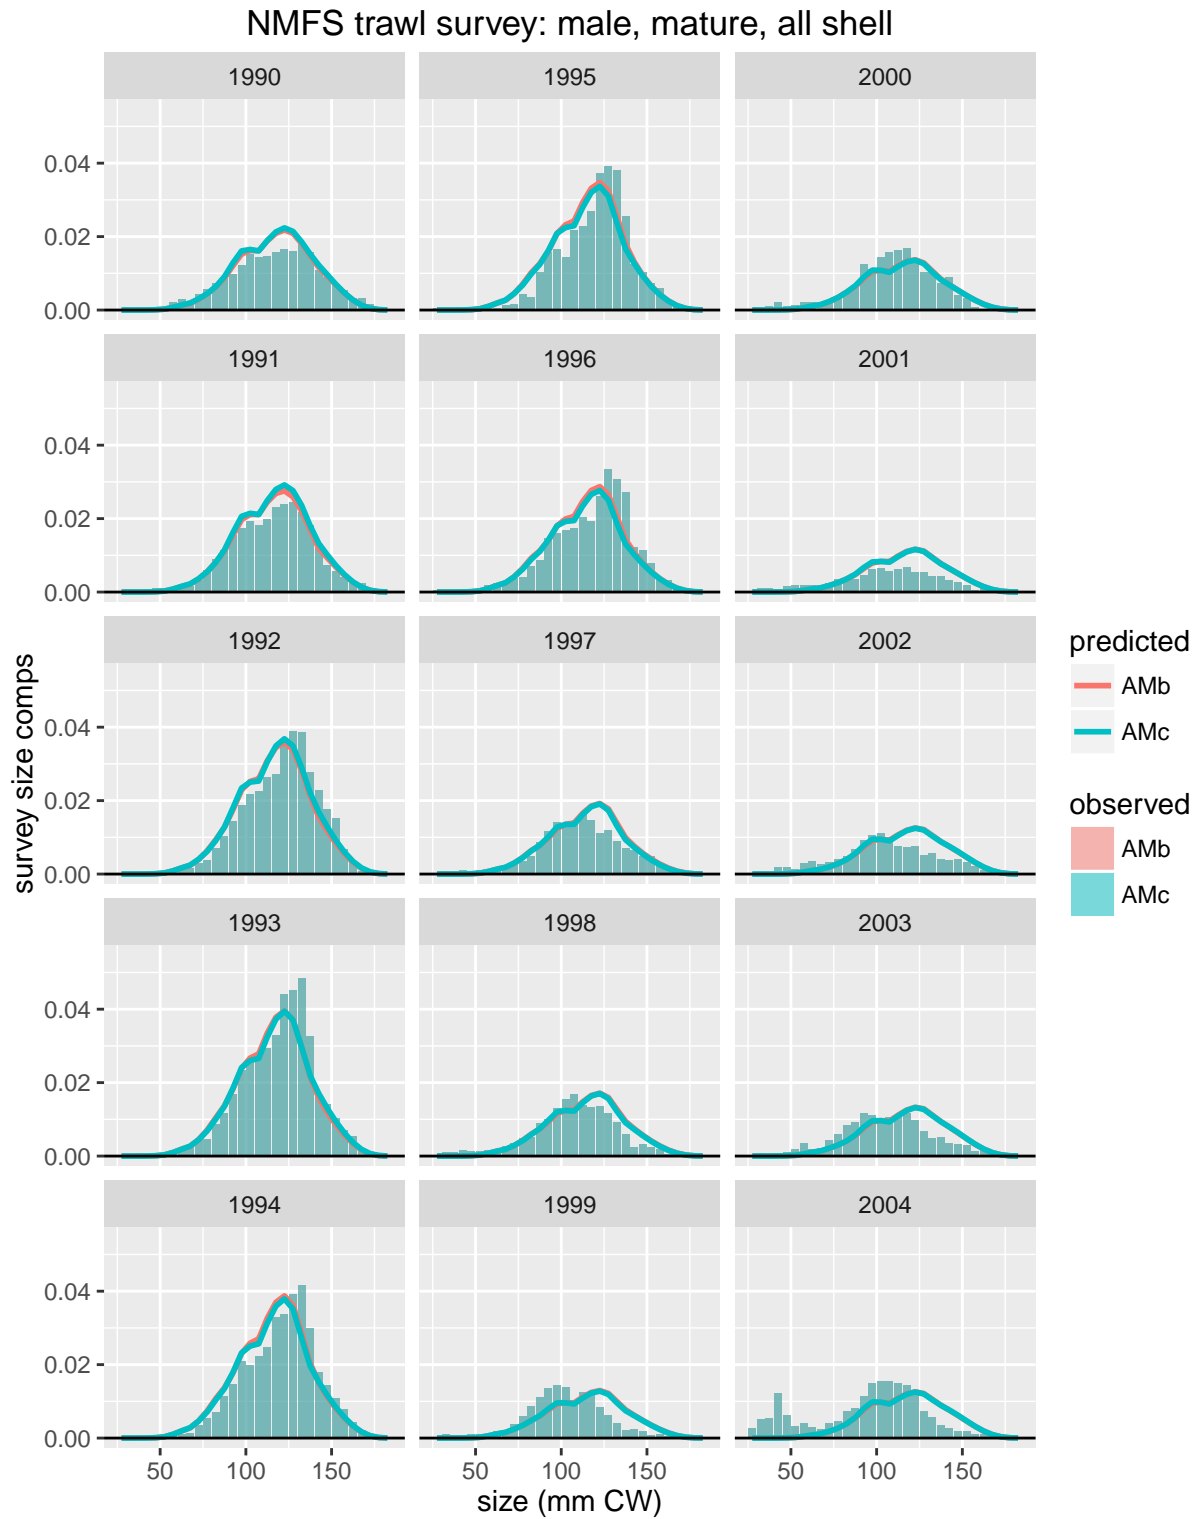 NMFS trawl survey: male, mature, all shell
1990 1995 2000
0.04
0.02
0.00
1991 1996 2001
0.04
0.02
0.00
1992 1997 2002
0.04
0.02
0.00
1993 1998 2003
0.04
0.02
0.00
1994 1999 2004
0.04
0.02
0.00
50 100 150 50 100 150 50 100 150
size (mm CW)
survey size comps
predicted
AMb
AMc
observed
AMb
AMc